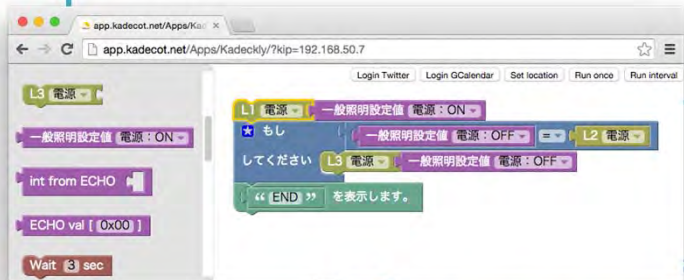 app.kadecot.net/Apps/Kad
app.kadecot.net/Apps/Kadeckly/?kip=192.168.50.7
Login Twitter Login GCalendar Set location Run once Run interval
L3 電源
一般照明設定値 電源:ON
int from ECHO
ECHO val [ 0x00 ]
Wait 3 sec
L1 電源 一般照明設定値 電源:ON
もし 一般照明設定値 電源:OFF = L2 電源
してください L3 電源 一般照明設定値 電源:OFF
“ END ” を表示します。